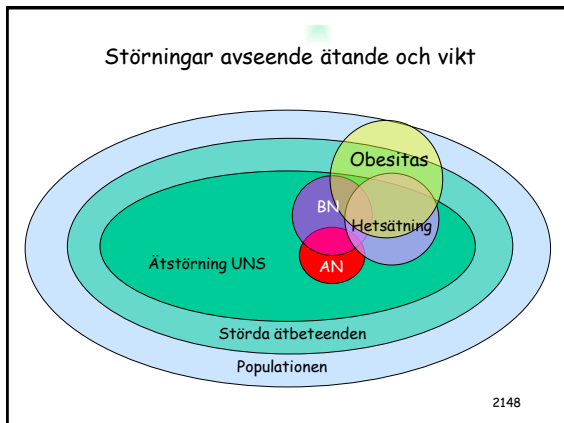 Störningar avseende ätande och vikt
Obesitas
BN
Hetsätning
Ätstörning UNS
AN
Störda ätbeteenden
Populationen
2148